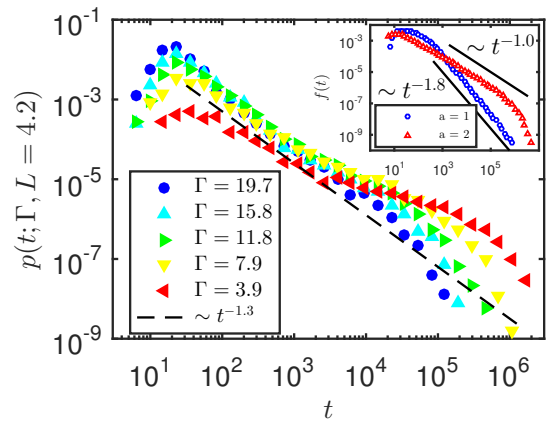 p(t; Γ, L = 4.2)
10^-1
10^-3
10^-5
10^-7
10^-9
10^1 10^2 10^3 10^4 10^5 10^6
t
Γ = 19.7
Γ = 15.8
Γ = 11.8
Γ = 7.9
Γ = 3.9
∼ t^-1.3
f(t)
10^-3
10^-5
10^-7
10^-9
10^1 10^3 10^5
∼ t^-1.0
∼ t^-1.8
a = 1
a = 2